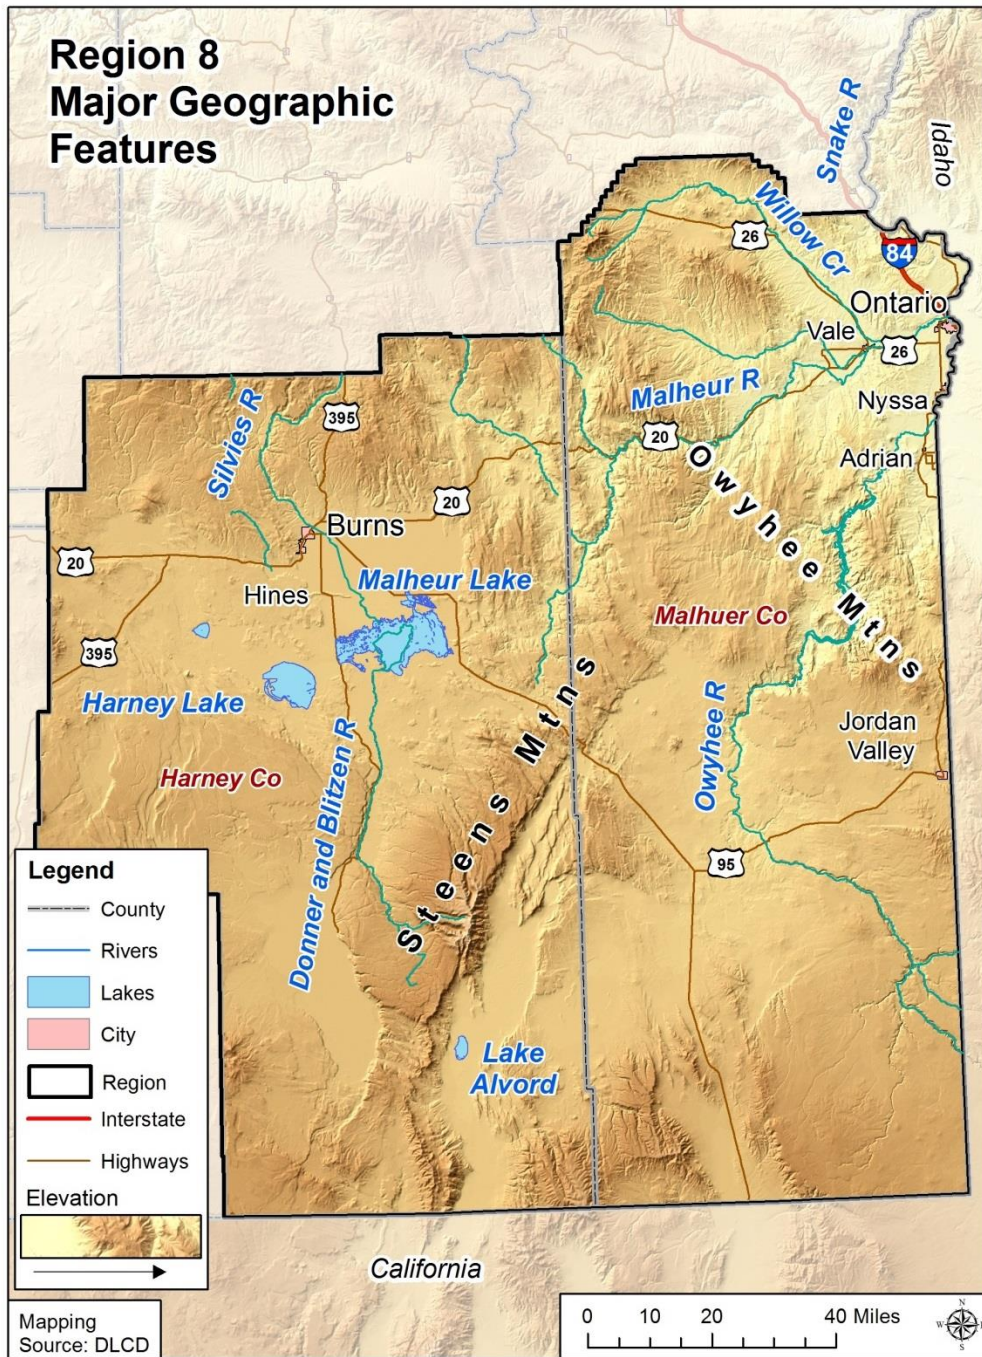 Region 8
Major Geographic
Features
Snake R
Idaho
Willow Cr
26
84
Ontario
Vale
26
Malheur R
Nyssa
395
Silvies R
20
Adrian
Owyhee Mtns
20
Burns
20
Malheur Lake
Hines
Malhuer Co
395
Harney Lake
Steens Mtns
Owyhee R
Jordan
Valley
Harney Co
Donner and Blitzen R
95
Lake
Alvord
Legend
County
Rivers
Lakes
City
Region
Interstate
Highways
Elevation
California
Mapping
Source: DLCD
0 10 20 40 Miles
N
W E
S